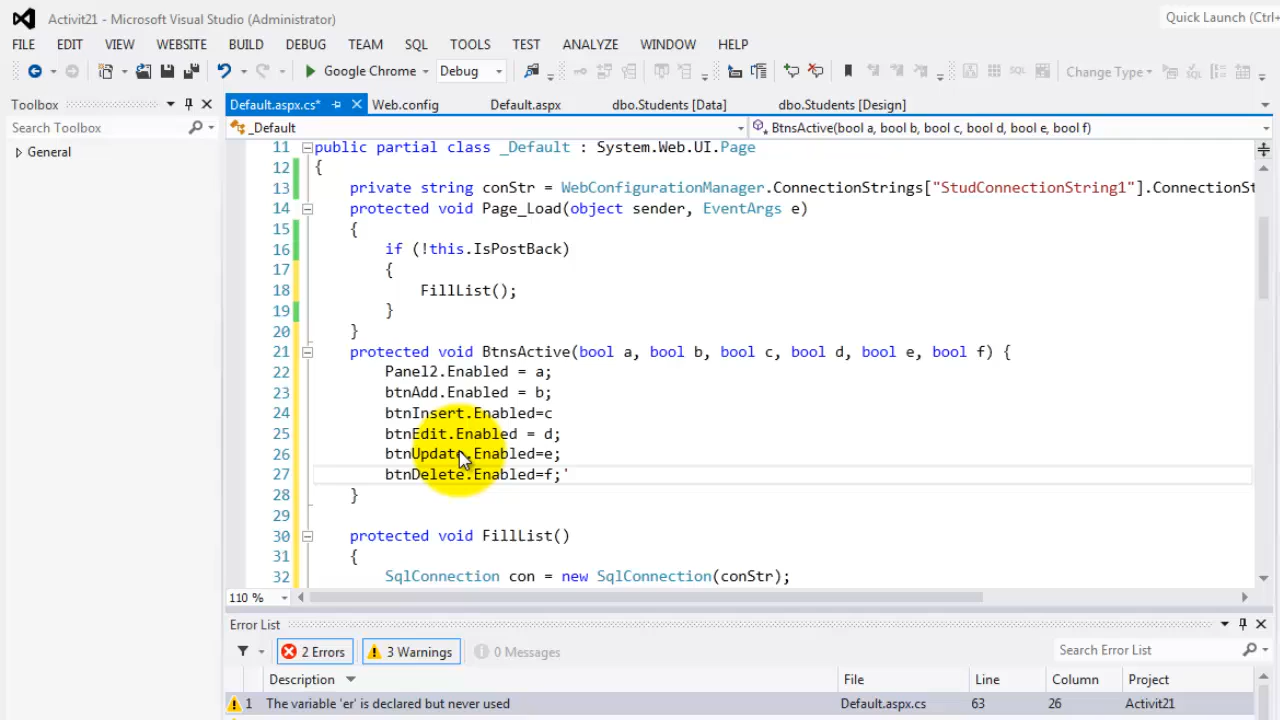 Activit21 - Microsoft Visual Studio (Administrator)
Quick Launch (Ctrl+
FILE EDIT VIEW WEBSITE BUILD DEBUG TEAM SQL TOOLS TEST ANALYZE WINDOW HELP
Google Chrome Debug Change Type
Toolbox Default.aspx.cs* Web.config Default.aspx dbo.Students [Data] dbo.Students [Design]
Search Toolbox _Default BtnsActive(bool a, bool b, bool c, bool d, bool e, bool f)
General
11 public partial class _Default : System.Web.UI.Page
12 {
13 private string conStr = WebConfigurationManager.ConnectionStrings["StudConnectionString1"].ConnectionSt
14 protected void Page_Load(object sender, EventArgs e)
15 {
16 if (!this.IsPostBack)
17 {
18 FillList();
19 }
20 }
21 protected void BtnsActive(bool a, bool b, bool c, bool d, bool e, bool f) {
22 Panel2.Enabled = a;
23 btnAdd.Enabled = b;
24 btnInsert.Enabled=c
25 btnEdit.Enabled = d;
26 btnUpdate.Enabled=e;
27 btnDelete.Enabled=f;'
28 }
29
30 protected void FillList()
31 {
32 SqlConnection con = new SqlConnection(conStr);
110 %
Error List
2 Errors 3 Warnings 0 Messages Search Error List
Description File Line Column Project
1 The variable 'er' is declared but never used Default.aspx.cs 63 26 Activit21